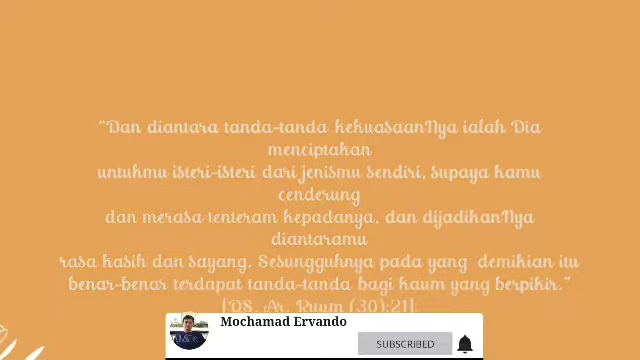 "Dan diantara tanda-tanda kekuasaanNya ialah Dia
menciptakan
untukmu isteri-isteri dari jenismu sendiri, supaya kamu
cenderung
dan merasa tenteram kepadanya, dan dijadikanNya
diantaramu
rasa kasih dan sayang, Sesungguhnya pada yang demikian itu
benar-benar terdapat tanda-tanda bagi kaum yang berpikir."
[QS. Ar. Ruum (30):21].
Mochamad Ervando
SUBSCRIBED